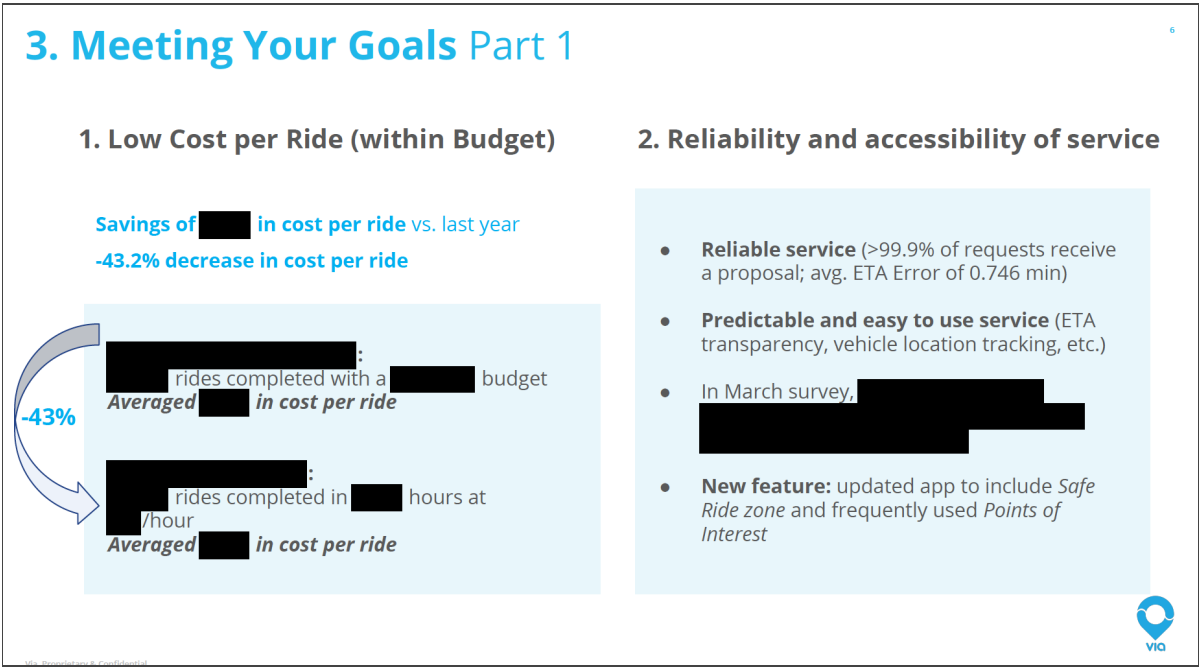 3. Meeting Your Goals Part 1
6
1. Low Cost per Ride (within Budget)
Savings of in cost per ride vs. last year
-43.2% decrease in cost per ride
:
rides completed with a budget
Averaged in cost per ride
-43%
:
rides completed in hours at
/hour
Averaged in cost per ride
2. Reliability and accessibility of service
● Reliable service (>99.9% of requests receive
a proposal; avg. ETA Error of 0.746 min)
● Predictable and easy to use service (ETA
transparency, vehicle location tracking, etc.)
● In March survey,
● New feature: updated app to include Safe
Ride zone and frequently used Points of
Interest
via
Via. Proprietary & Confidential